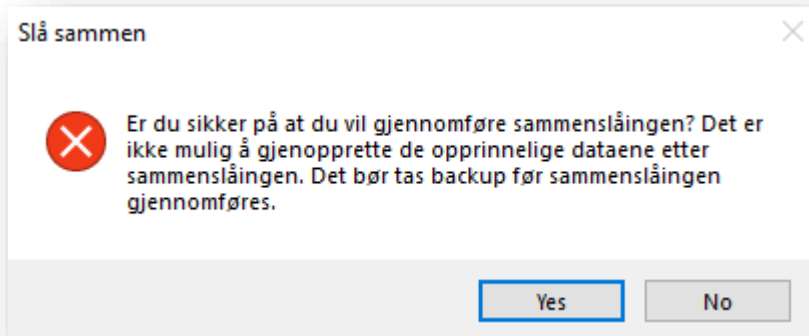 Slå sammen
Er du sikker på at du vil gjennomføre sammenslåingen? Det er
ikke mulig å gjenopprette de opprinnelige dataene etter
sammenslåingen. Det bør tas backup før sammenslåingen
gjennomføres.
Yes
No